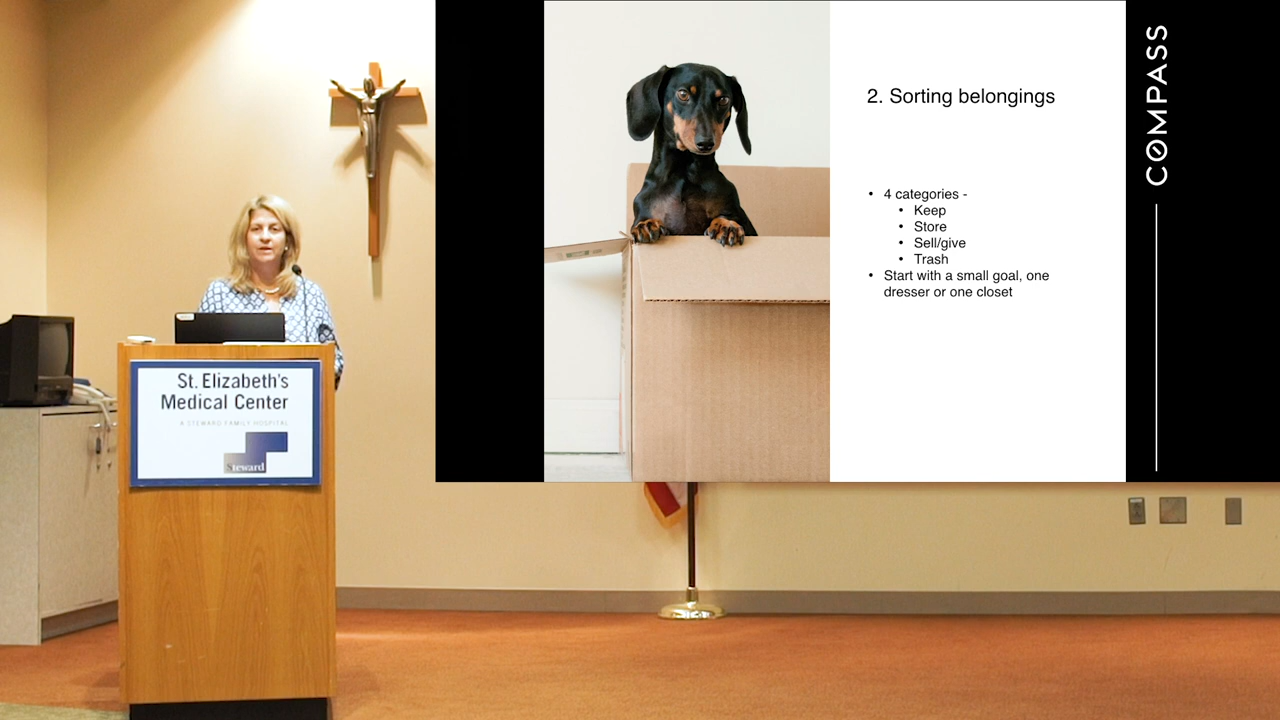 St. Elizabeth's
Medical Center
A STEWARD FAMILY HOSPITAL
Steward
2. Sorting belongings
• 4 categories -
• Keep
• Store
• Sell/give
• Trash
• Start with a small goal, one
dresser or one closet
COMPASS